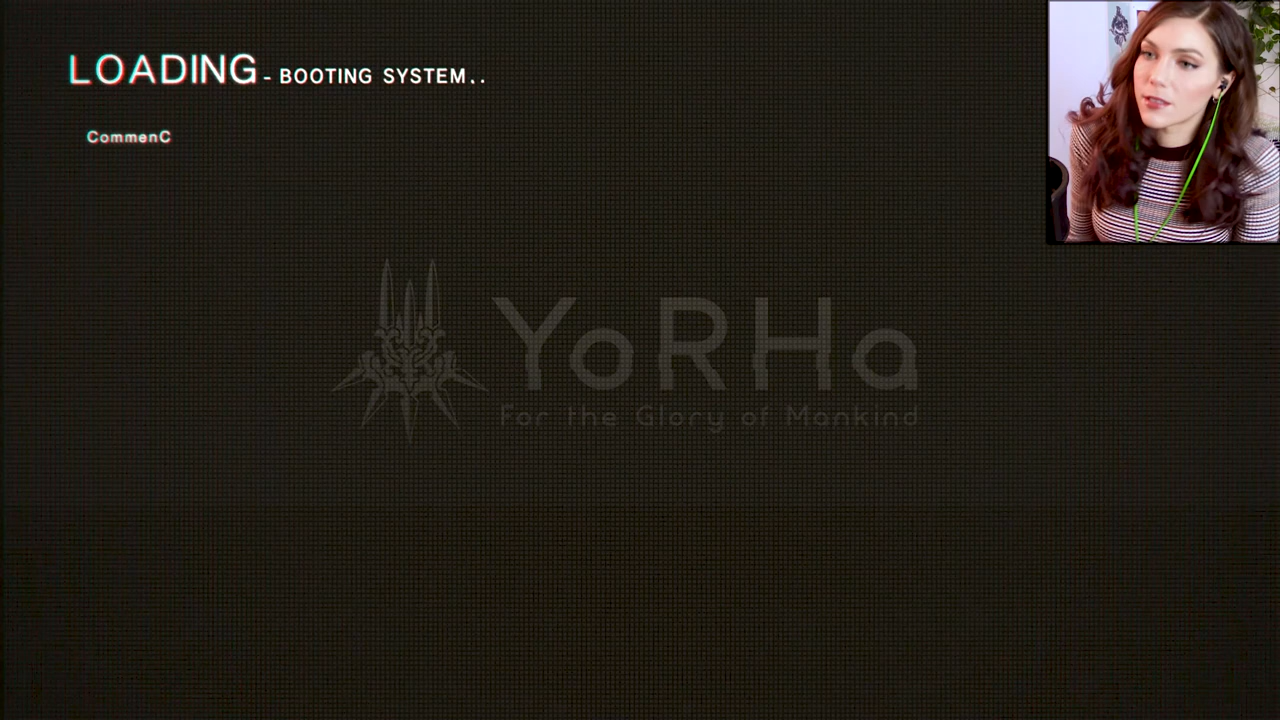 LOADING - BOOTING SYSTEM..
CommenC
YoRHa
For the Glory of Mankind